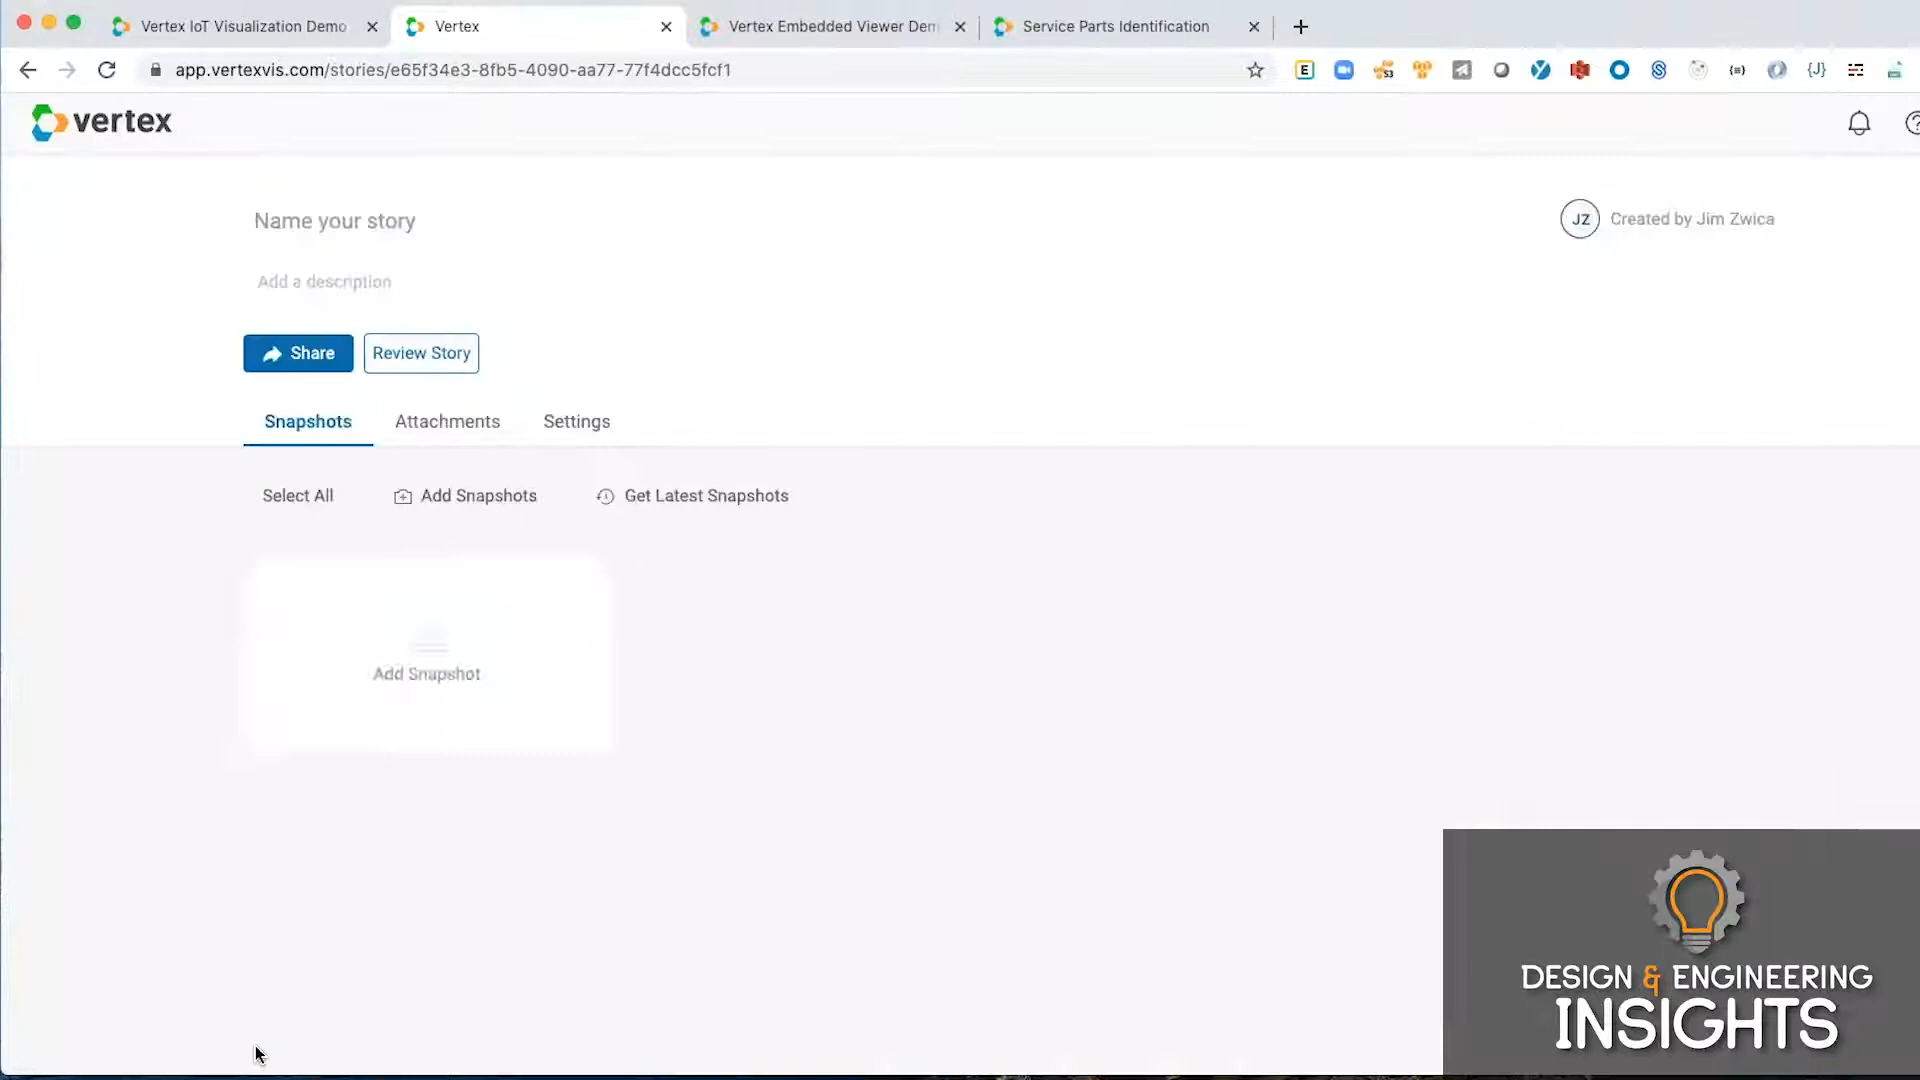 Vertex IoT Visualization Demo
Vertex
Vertex Embedded Viewer Dem
Service Parts Identification
app.vertexvis.com/stories/e65f34e3-8fb5-4090-aa77-77f4dcc5fcf1
E
S3
{≡}
{J}
vertex
Name your story
JZ
Created by Jim Zwica
Add a description
Share
Review Story
Snapshots
Attachments
Settings
Select All
Add Snapshots
Get Latest Snapshots
Add Snapshot
DESIGN & ENGINEERING
INSIGHTS